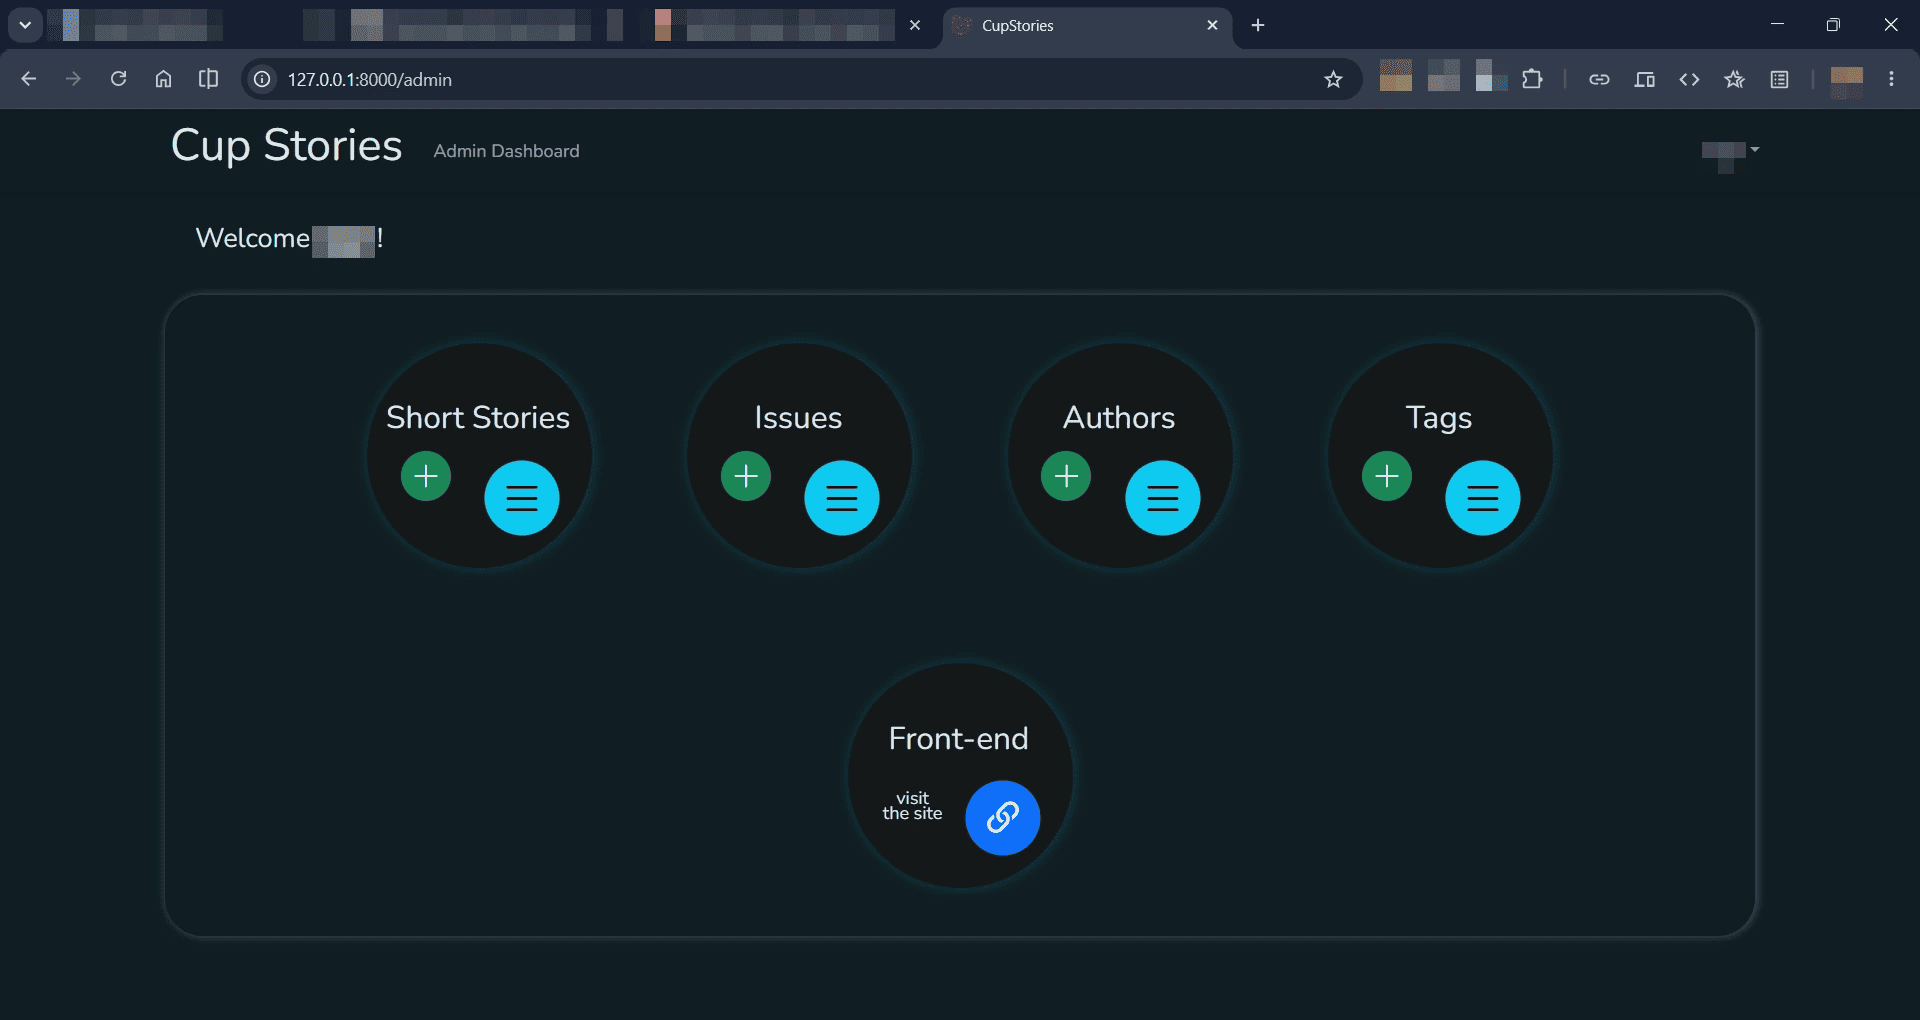 CupStories
127.0.0.1:8000/admin
Cup Stories
Admin Dashboard
Welcome !
Short Stories
Issues
Authors
Tags
Front-end
visit
the site